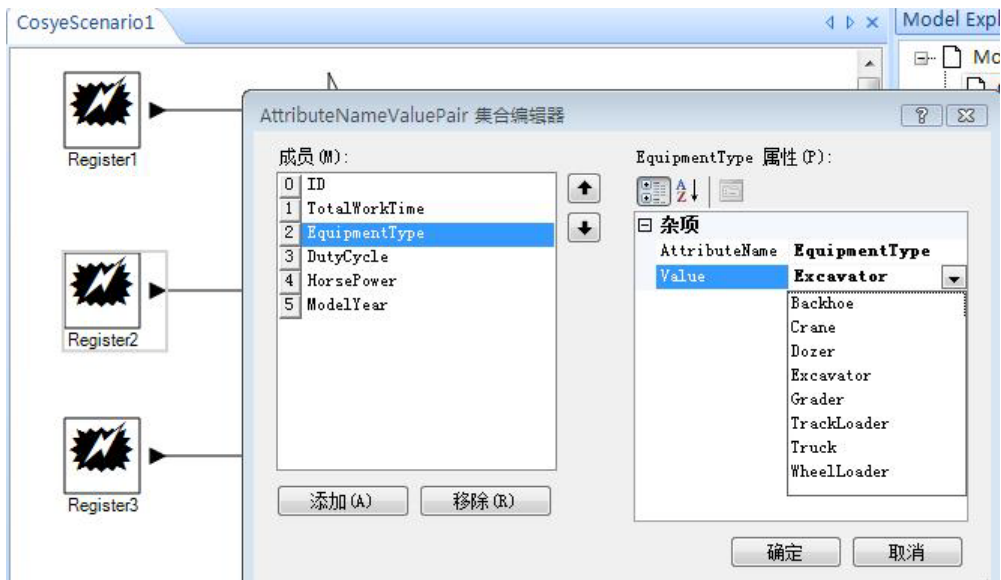 CosyeScenario1
Model Expl
Mo
Register1
Register2
Register3
AttributeNameValuePair 集合编辑器
成员(M):
0 ID
1 TotalWorkTime
2 EquipmentType
3 DutyCycle
4 HorsePower
5 ModelYear
添加(A)
移除(R)
EquipmentType 属性(P):
杂项
AttributeName EquipmentType
Value Excavator
Backhoe
Crane
Dozer
Excavator
Grader
TrackLoader
Truck
WheelLoader
确定
取消